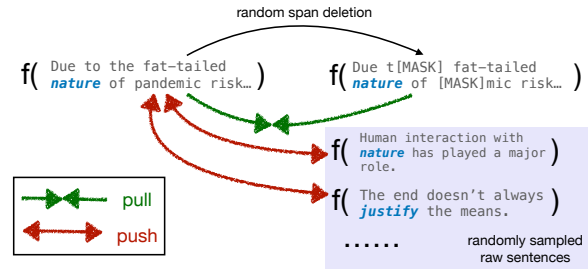 random span deletion
f( Due to the fat-tailed
nature of pandemic risk… )
f( Due t[MASK] fat-tailed
nature of [MASK]mic risk… )
f( Human interaction with
nature has played a major
role. )
f( The end doesn't always
justify the means. )
......
randomly sampled
raw sentences
pull
push